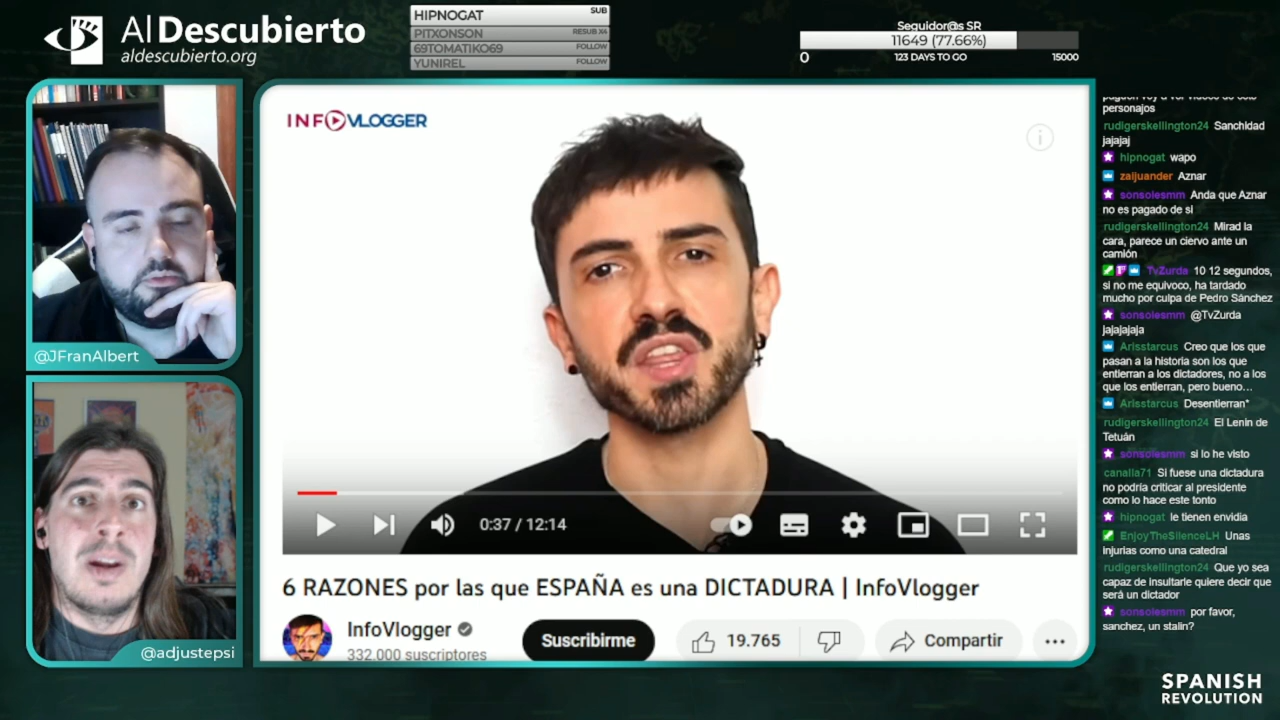 Al Descubierto
aldescubierto.org
HIPNOGAT SUB
PITXONSON RESUB X4
69TOMATIKO69 FOLLOW
YUNIREL FOLLOW
Seguidor@s SR
11649 (77.66%)
0 123 DAYS TO GO 15000
@JFranAlbert
@adjustepsi
INFOVLOGGER
0:37 / 12:14
6 RAZONES por las que ESPAÑA es una DICTADURA | InfoVlogger
InfoVlogger
332.000 suscriptores
Suscribirme
19.765
Compartir
personajos
rudigerskellington24 Sanchidad
jajajaj
hipnogat wapo
zaijuander Aznar
sonsolesmm Anda que Aznar
no es pagado de si
rudigerskellington24 Mirad la
cara, parece un ciervo ante un
camión
TvZurda 10 12 segundos,
si no me equivoco, ha tardado
mucho por culpa de Pedro Sánchez
sonsolesmm @TvZurda
jajajajaja
Arisstarcus Creo que los que
pasan a la historia son los que
entierran a los dictadores, no a los
que los entierran, pero bueno...
Arisstarcus Desentierran*
rudigerskellington24 El Lenin de
Tetuán
sonsolesmm si lo he visto
canalla71 Si fuese una dictadura
no podría criticar al presidente
como lo hace este tonto
hipnogat le tienen envidia
EnjoyTheSilenceLH Unas
injurias como una catedral
rudigerskellington24 Que yo sea
capaz de insultarle quiere decir que
será un dictador
sonsolesmm por favor,
sanchez, un stalin?
SPANISH
REVOLUTION